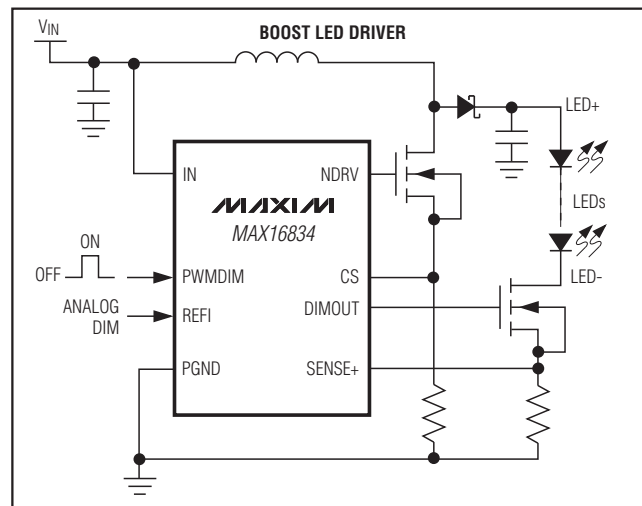 BOOST LED DRIVER
VIN
LED+
IN
NDRV
LEDs
MAXIM
MAX16834
ON
OFF
PWMDIM
CS
LED-
ANALOG
DIM
REFI
DIMOUT
PGND
SENSE+